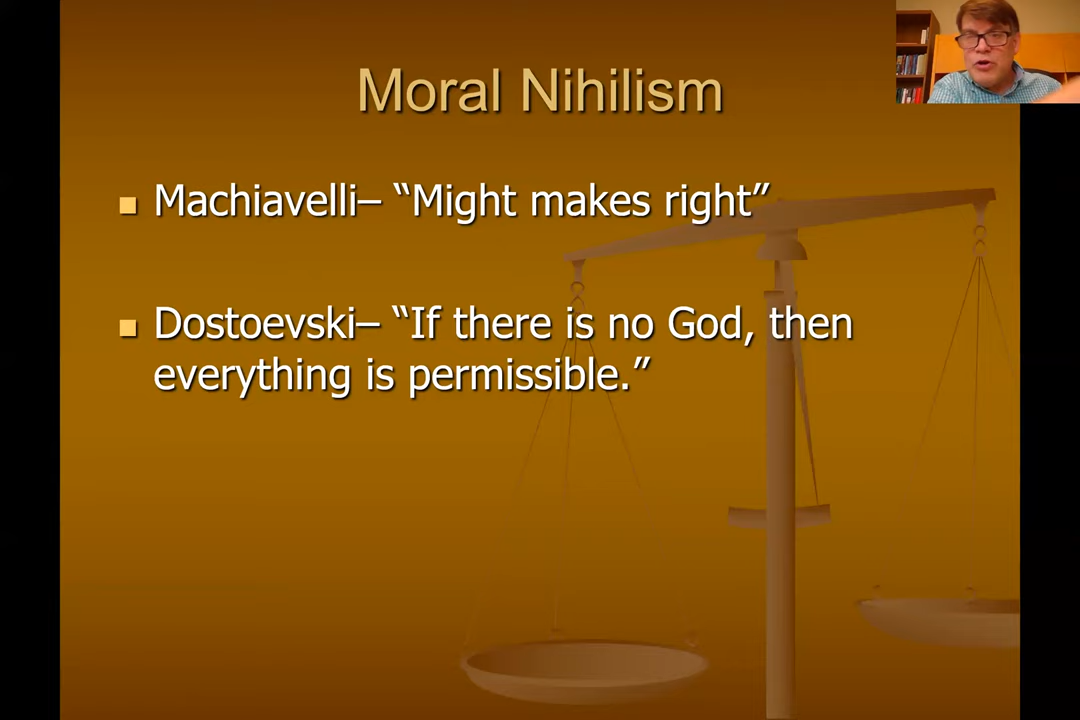 Moral Nihilism
Machiavelli– “Might makes right”
Dostoevski– “If there is no God, then
everything is permissible.”